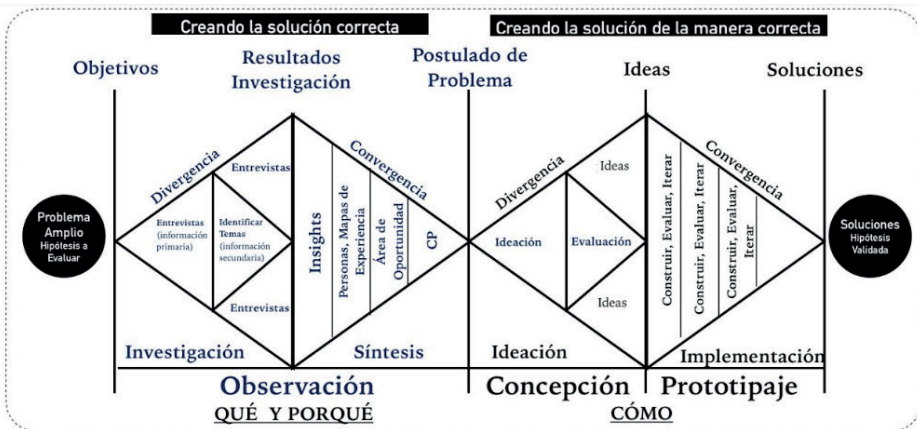 Creando la solución correcta
Creando la solución de la manera correcta
Objetivos
Resultados
Investigación
Postulado de
Problema
Ideas
Soluciones
Problema
Amplio
Hipótesis a
Evaluar
Divergencia
Entrevistas
Entrevistas
(información
primaria)
Identificar
Temas
(información
secundaria)
Entrevistas
Convergencia
Insights
Personas, Mapas de
Experiencia
Área de
Oportunidad
CP
Divergencia
Ideas
Ideación
Evaluación
Ideas
Convergencia
Construir, Evaluar, Iterar
Construir, Evaluar, Iterar
Construir, Evaluar,
Iterar
Soluciones
Hipótesis
Validada
Investigación
Síntesis
Ideación
Implementación
Observación
Concepción
Prototipaje
QUÉ Y PORQUÉ
CÓMO